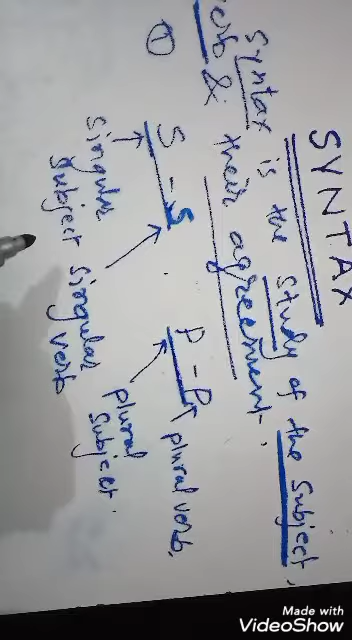 SYNTAX
Syntax is the study of the subject,
verb & their agreement.
① S - S P - P
singular subject singular verb plural subject. plural verb.
Made with
VideoShow